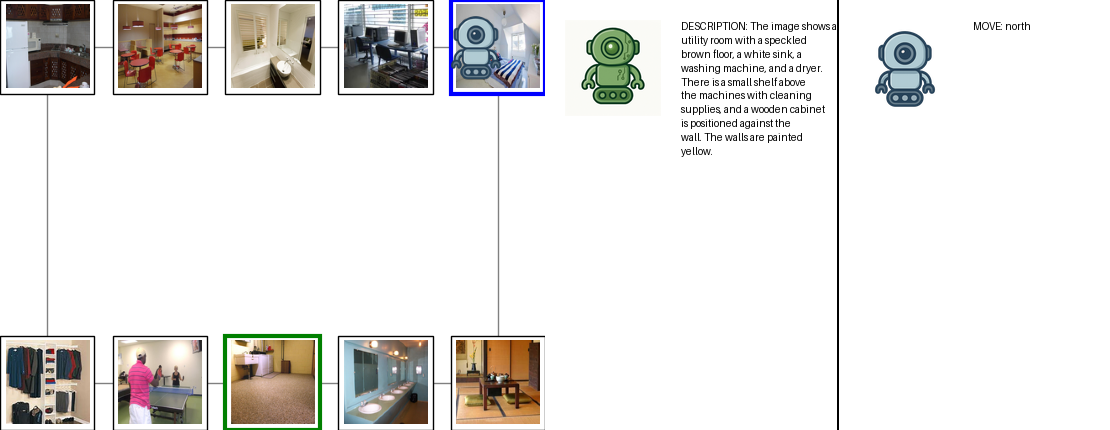 DESCRIPTION: The image shows a
utility room with a speckled
brown floor, a white sink, a
washing machine, and a dryer.
There is a small shelf above
the machines with cleaning
supplies, and a wooden cabinet
is positioned against the
wall. The walls are painted
yellow.
MOVE: north